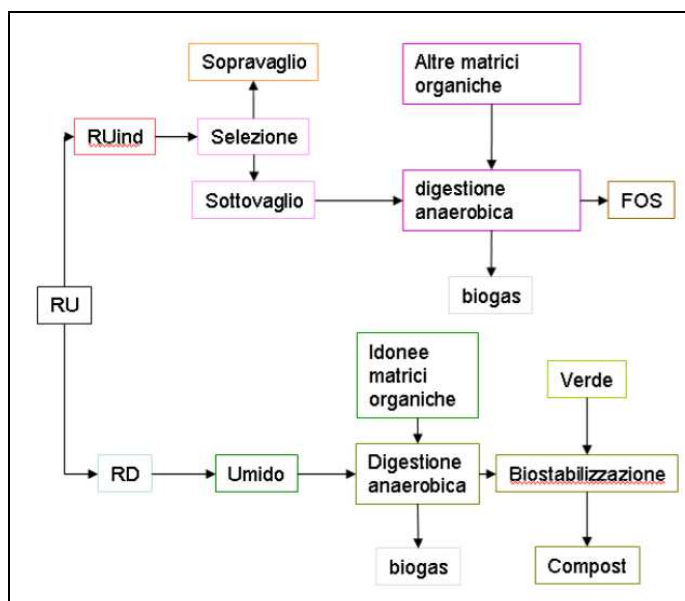 Sopravaglio
Altre matrici
organiche
RUind
Selezione
Sottovaglio
digestione
anaerobica
FOS
biogas
RU
Idonee
matrici
organiche
Verde
RD
Umido
Digestione
anaerobica
Biostabilizzazione
biogas
Compost